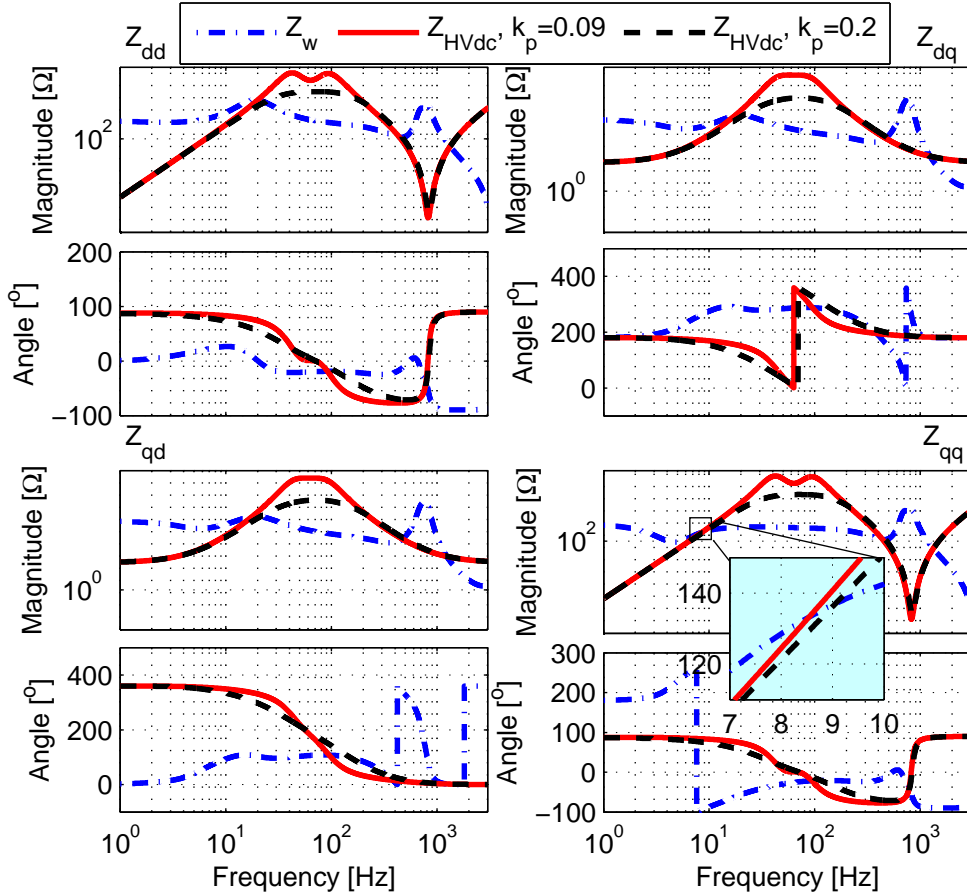 Z_w Z_HVdc, k_p=0.09 Z_HVdc, k_p=0.2
Z_dd
Z_dq
Magnitude [Ω]
10^2
Magnitude [Ω]
10^0
Angle [°]
200
100
0
−100
Angle [°]
400
200
0
Z_qd
Z_qq
Magnitude [Ω]
10^0
Magnitude [Ω]
10^2
140
120
7 8 9 10
Angle [°]
400
200
0
10^0 10^1 10^2 10^3
Frequency [Hz]
Angle [°]
300
200
100
0
−100
10^0 10^1 10^2 10^3
Frequency [Hz]